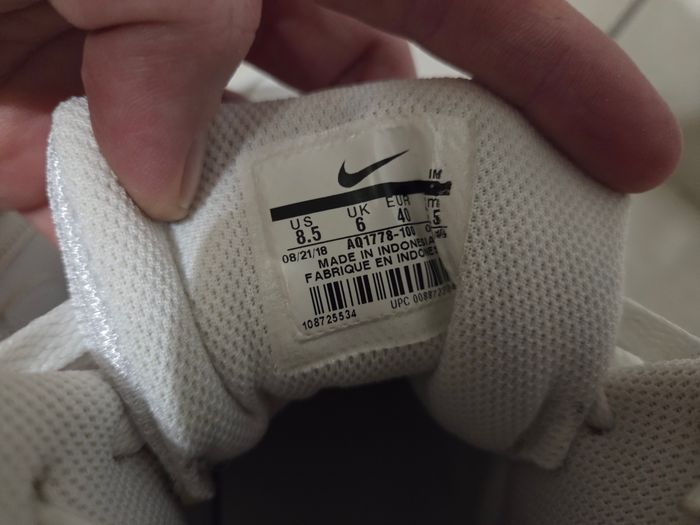 US UK EUR
8.5 6 40
08/21/18 AQ1778-100
MADE IN INDONESIA
FABRIQUE EN
108725534 UPC